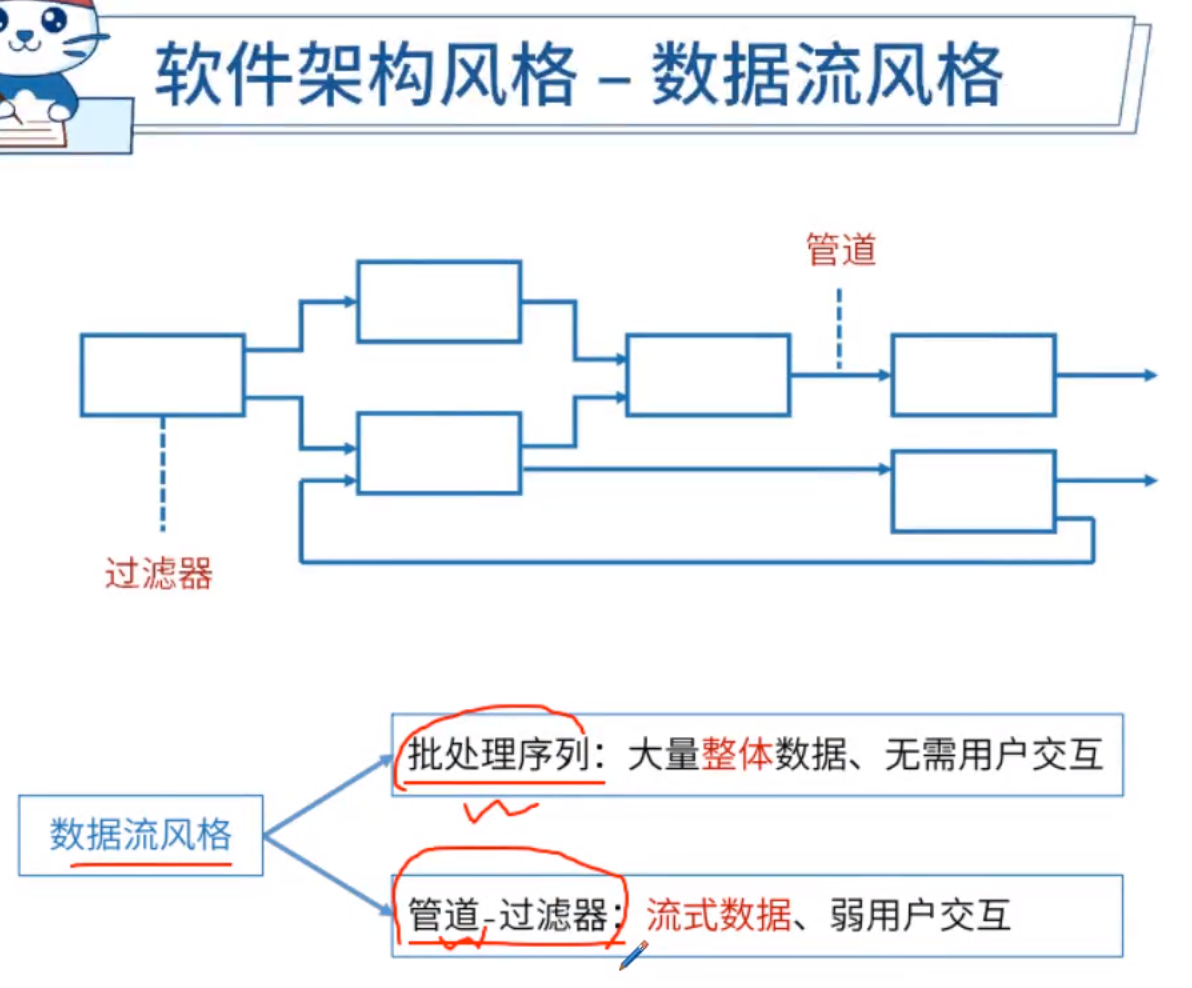 软件架构风格 – 数据流风格
管道
过滤器
批处理序列：大量整体数据、无需用户交互
数据流风格
管道-过滤器：流式数据、弱用户交互